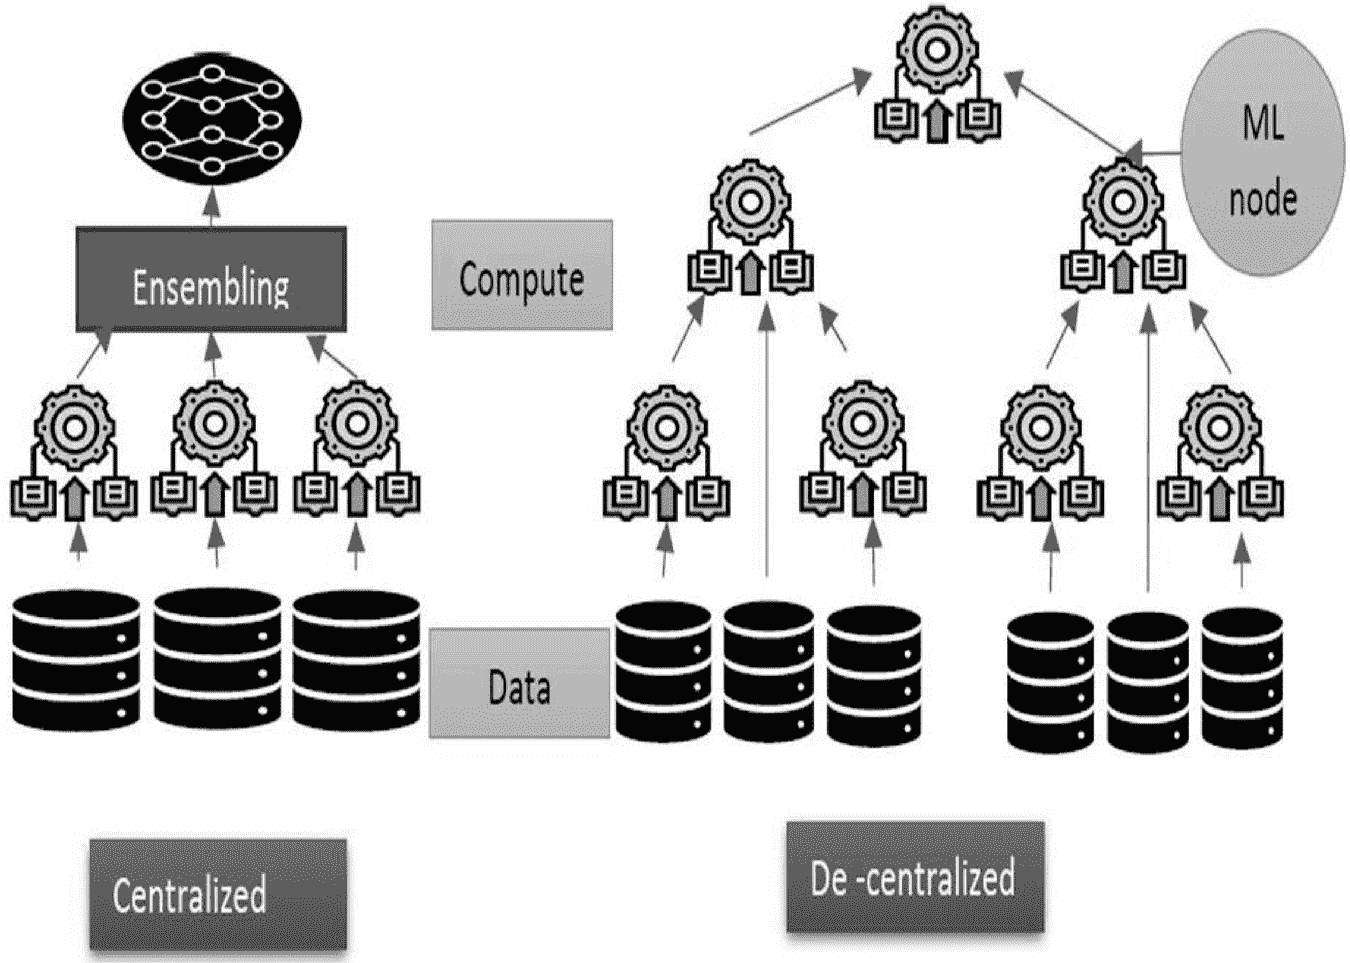 ML
node
Ensembling
Compute
Data
Centralized
De -centralized